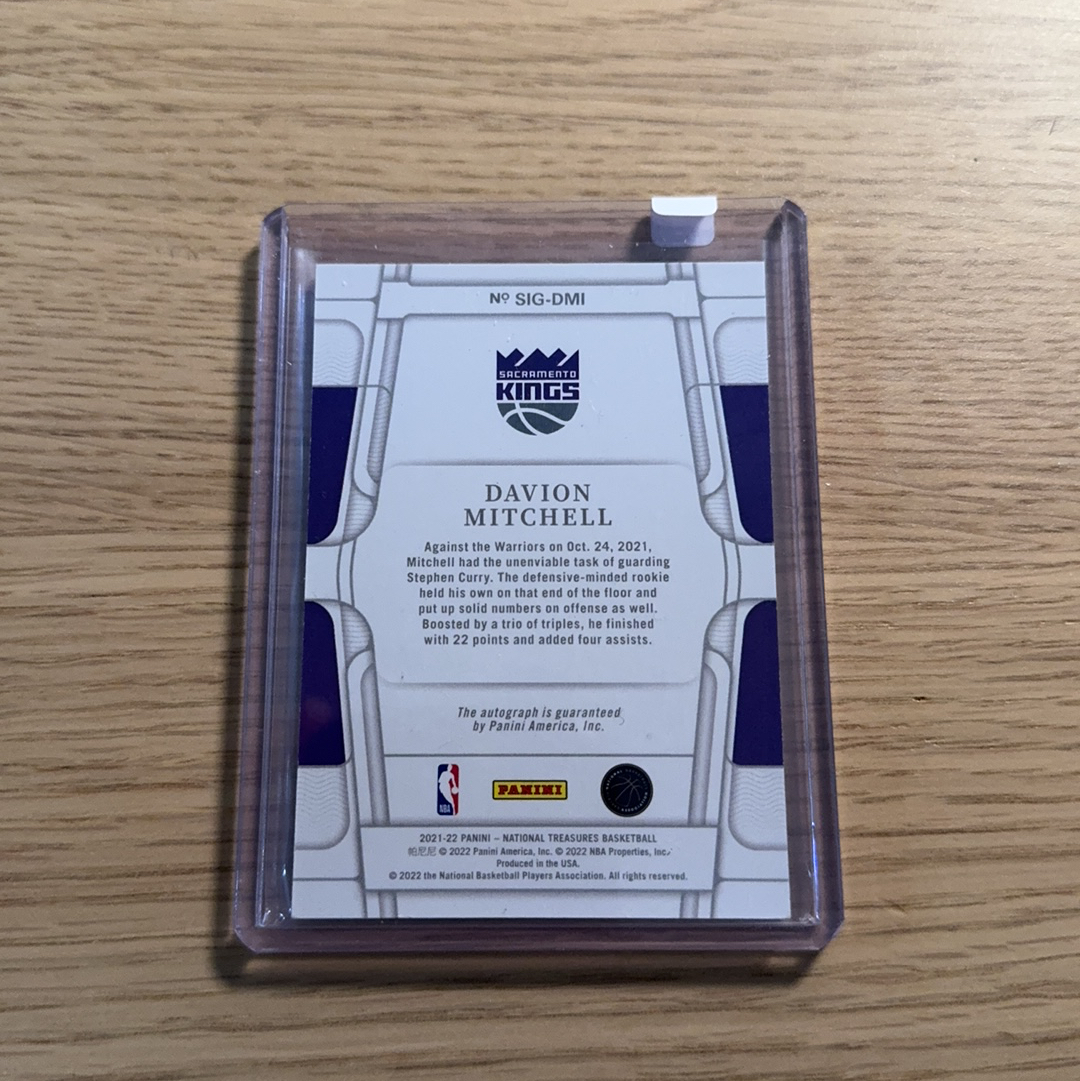 Nº SIG-DMI
SACRAMENTO
KINGS
DAVION
MITCHELL
Against the Warriors on Oct. 24, 2021,
Mitchell had the unenviable task of guarding
Stephen Curry. The defensive-minded rookie
held his own on that end of the floor and
put up solid numbers on offense as well.
Boosted by a trio of triples, he finished
with 22 points and added four assists.
The autograph is guaranteed
by Panini America, Inc.
NBA
PANINI
2021-22 PANINI – NATIONAL TREASURES BASKETBALL
帕尼尼 © 2022 Panini America, Inc. © 2022 NBA Properties, Inc.
Produced in the USA.
© 2022 the National Basketball Players Association. All rights reserved.